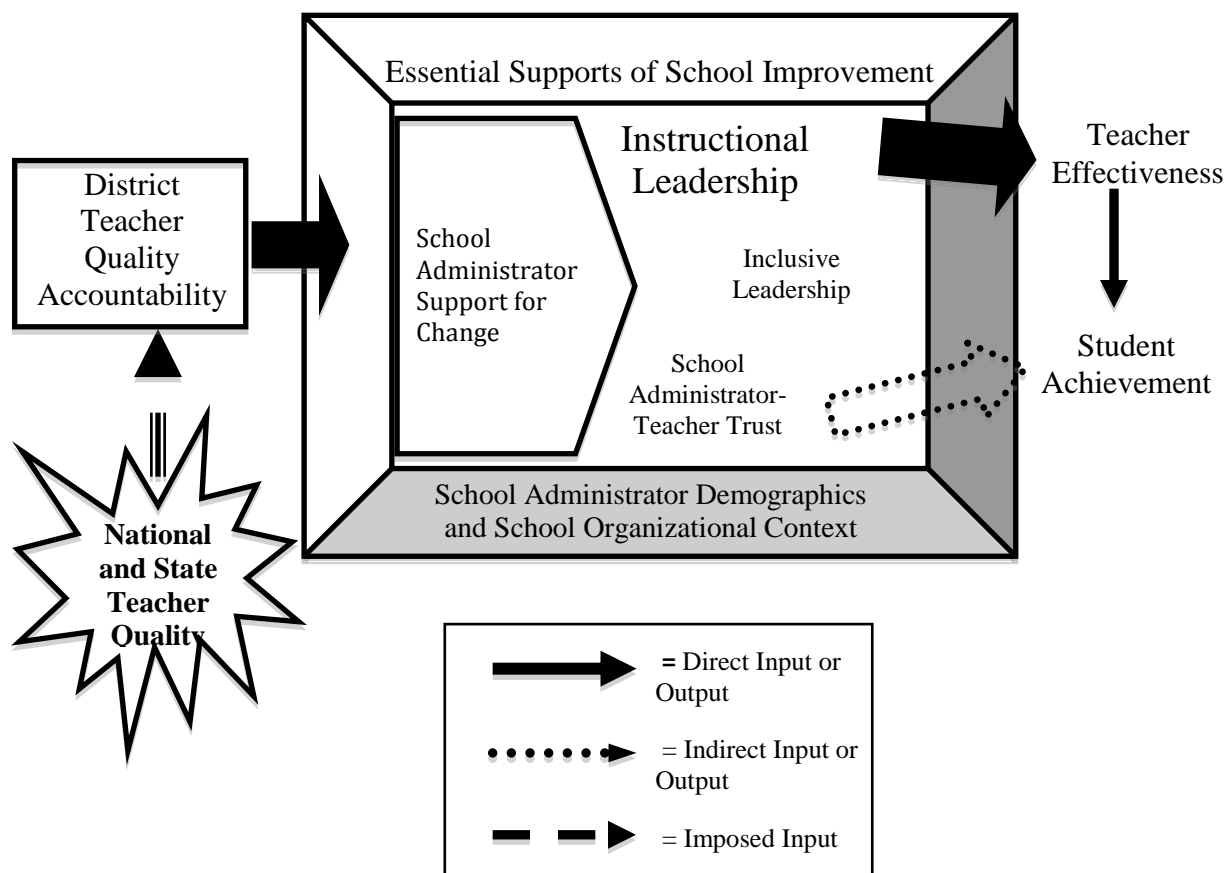 Essential Supports of School Improvement
District
Teacher
Quality
Accountability
School
Administrator
Support for
Change
Instructional
Leadership
Inclusive
Leadership
School
Administrator-
Teacher Trust
Teacher
Effectiveness
Student
Achievement
School Administrator Demographics
and School Organizational Context
National
and State
Teacher
Quality
= Direct Input or
Output
= Indirect Input or
Output
= Imposed Input